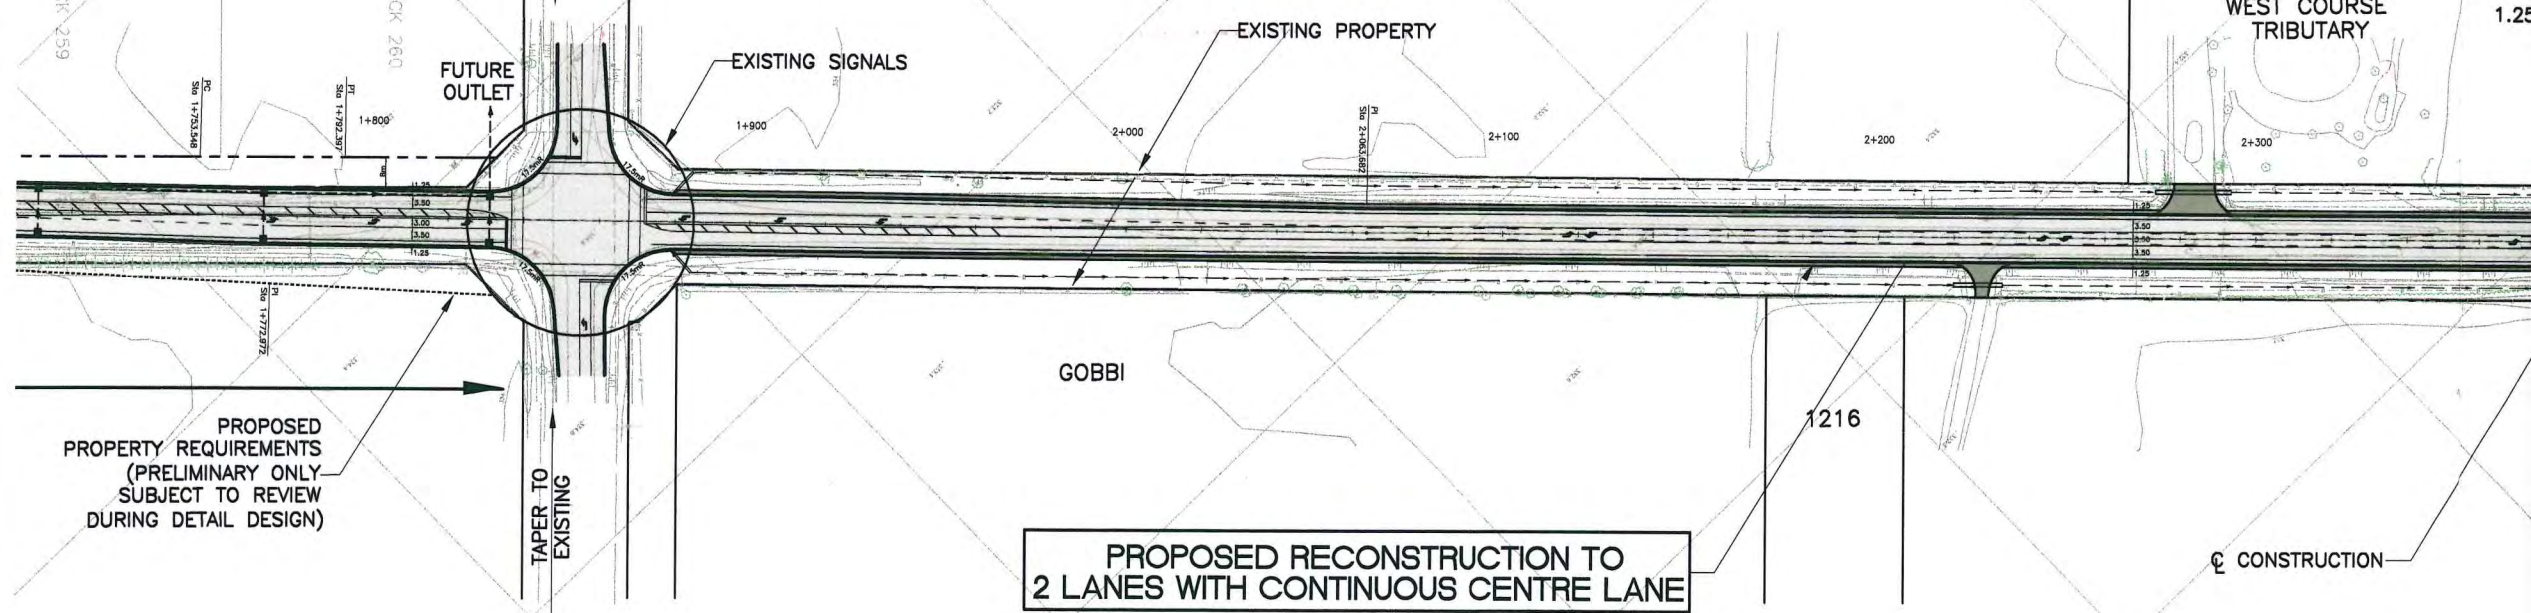 CK 260
PC
Sta 1+753.548
PT
Sta 1+792.397
1+800
FUTURE
OUTLET
EXISTING SIGNALS
1+900
EXISTING PROPERTY
2+000
PI
Sta 2+063.682
2+100
2+200
WEST COURSE
TRIBUTARY
2+300
1.25
8m
17.5mR
17.5mR
17.5mR
17.5mR
1.25
3.50
3.00
3.50
1.25
1.25
3.50
3.50
3.50
1.25
PI
Sta 1+772.972
GOBBI
1216
PROPOSED
PROPERTY REQUIREMENTS
(PRELIMINARY ONLY
SUBJECT TO REVIEW
DURING DETAIL DESIGN)
TAPER TO
EXISTING
PROPOSED RECONSTRUCTION TO
2 LANES WITH CONTINUOUS CENTRE LANE
℄ CONSTRUCTION
K 259